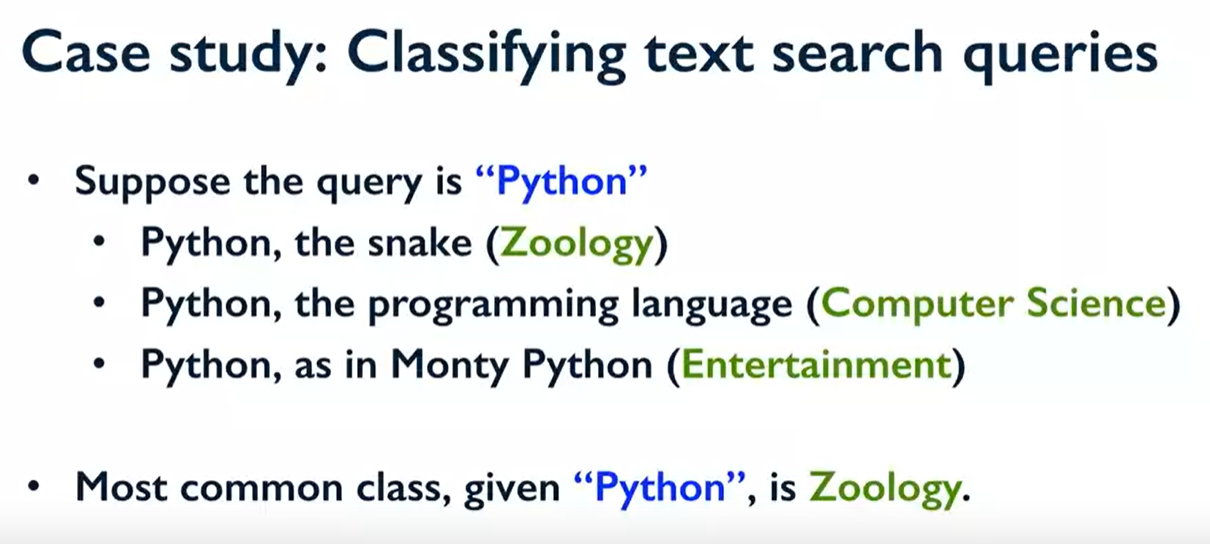 Case study: Classifying text search queries
• Suppose the query is “Python”
• Python, the snake (Zoology)
• Python, the programming language (Computer Science)
• Python, as in Monty Python (Entertainment)
• Most common class, given “Python”, is Zoology.